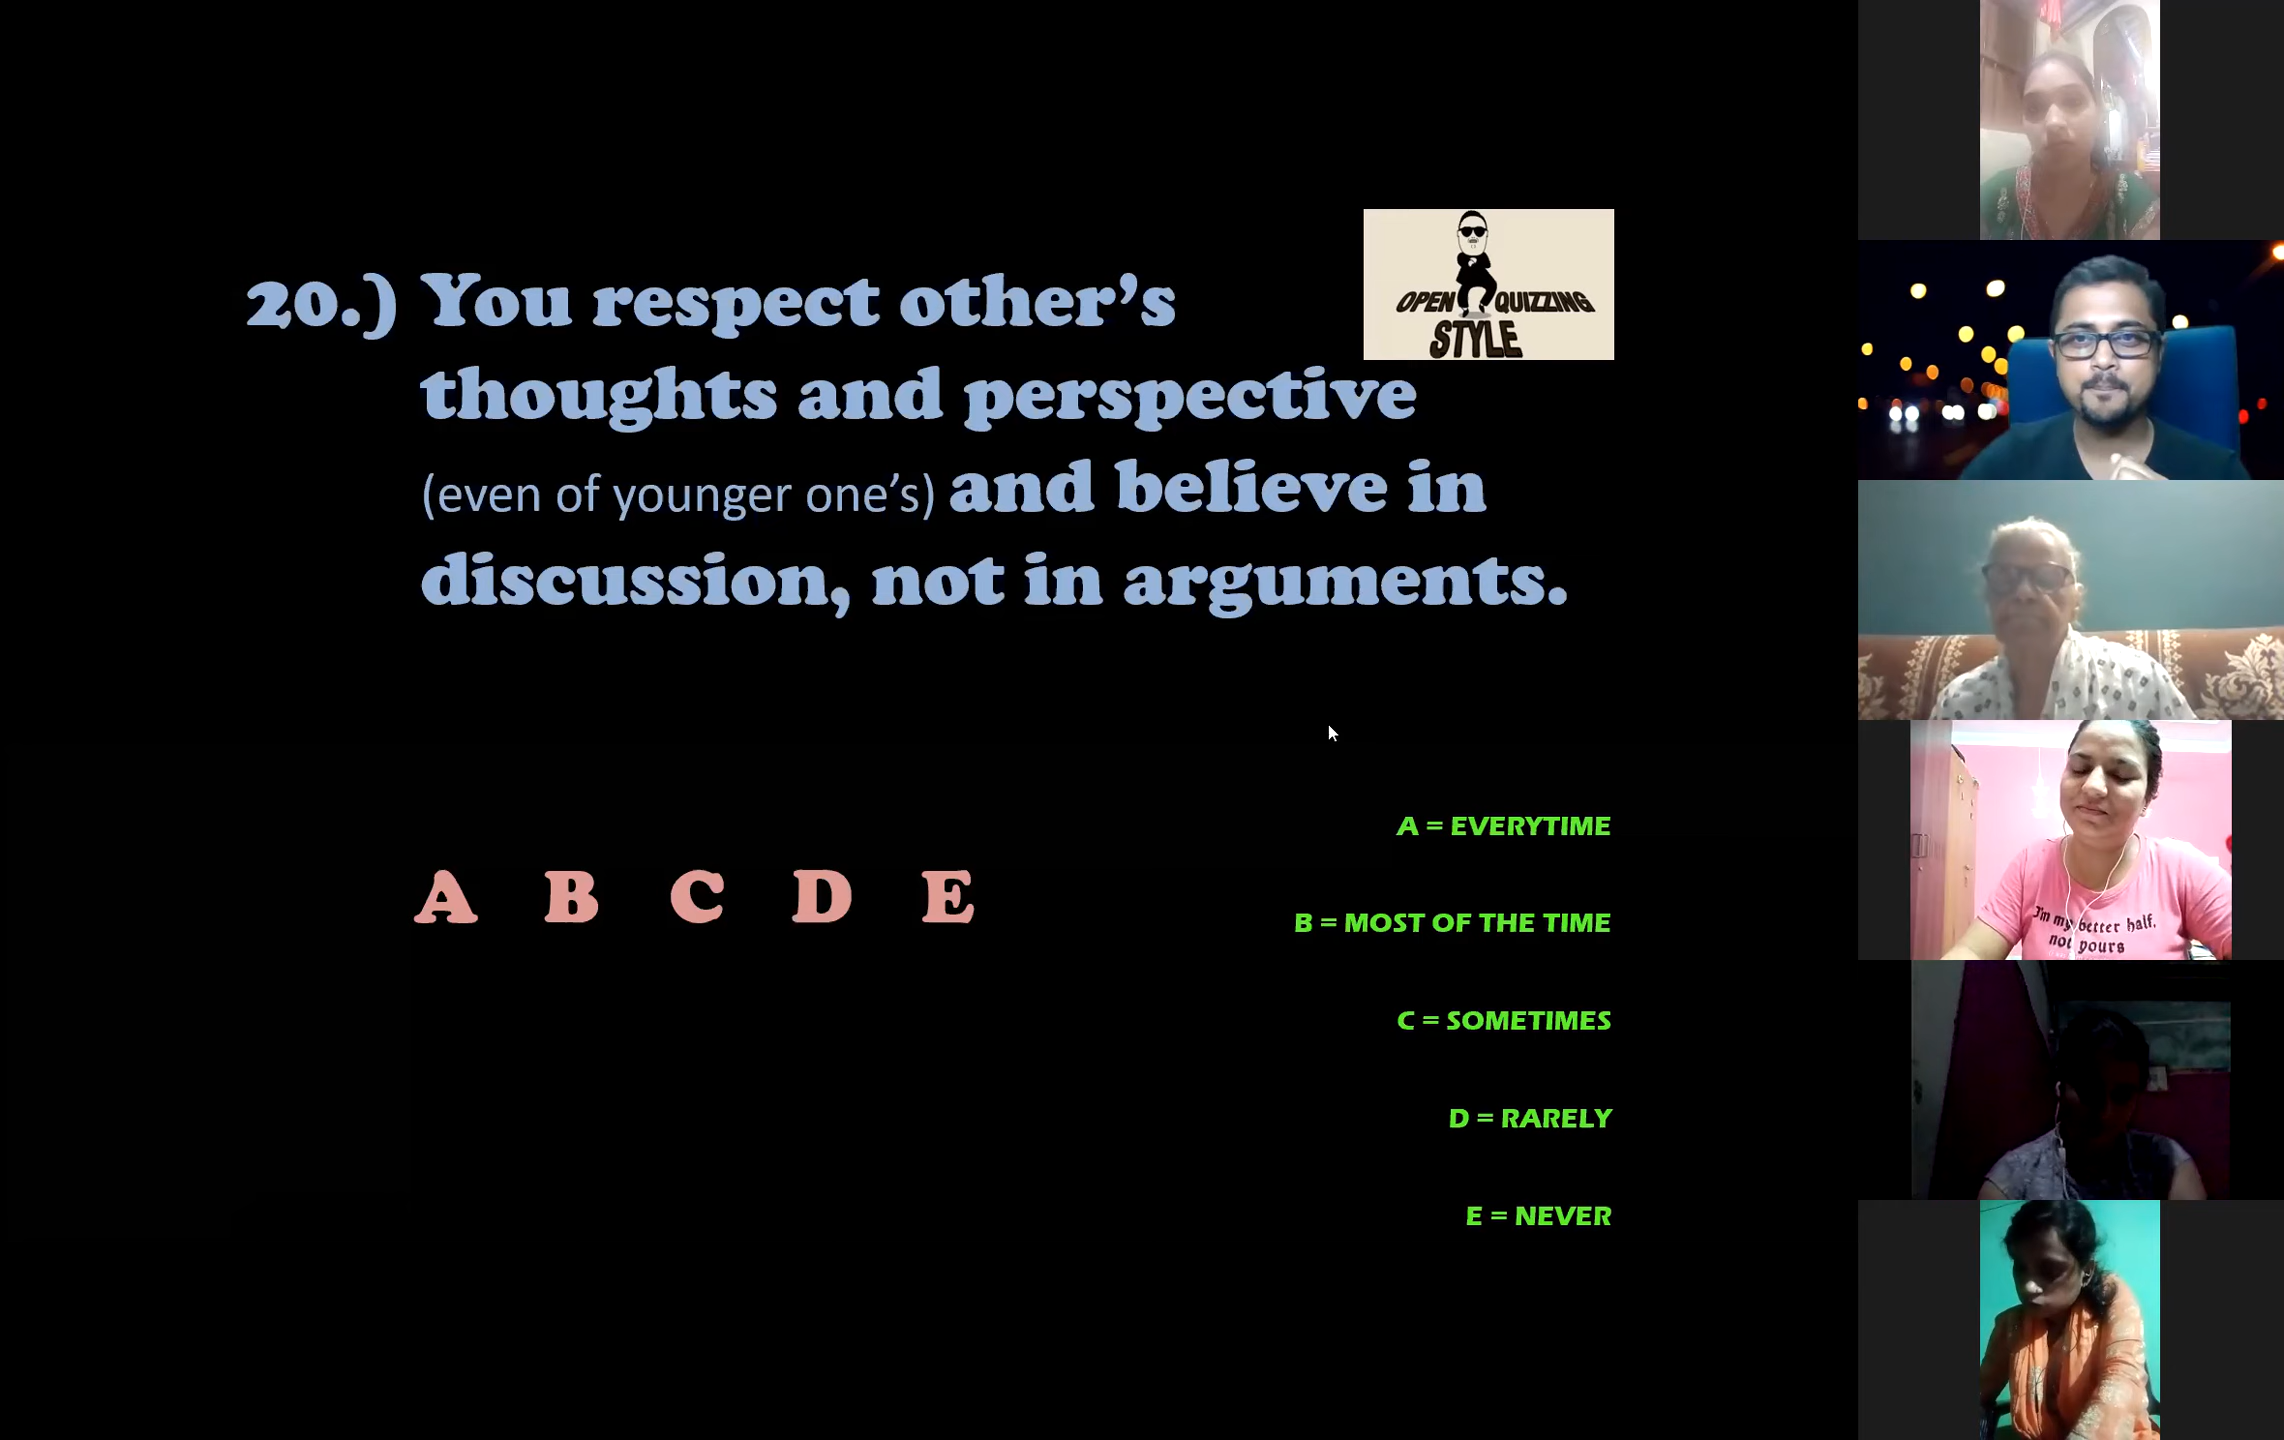 20.) You respect other’s
thoughts and perspective
(even of younger one’s) and believe in
discussion, not in arguments.
OPEN QUIZZING
STYLE
A B C D E
A = EVERYTIME
B = MOST OF THE TIME
C = SOMETIMES
D = RARELY
E = NEVER
I'm my better half,
not yours